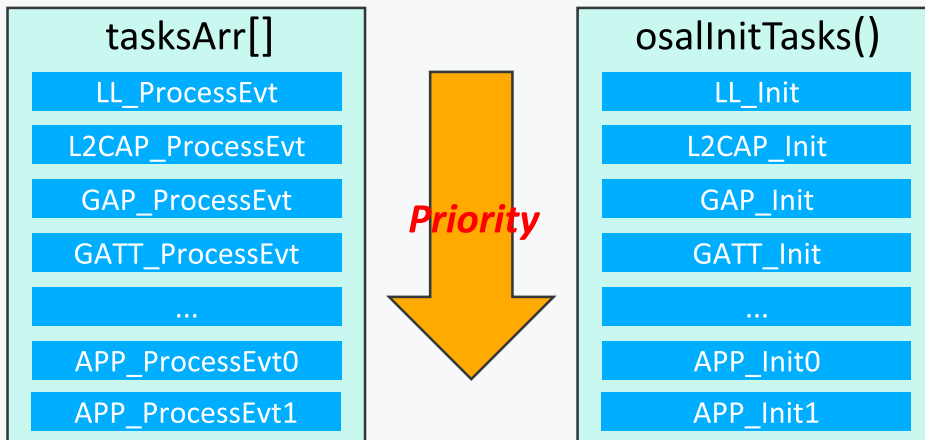 tasksArr[]
LL_ProcessEvt
L2CAP_ProcessEvt
GAP_ProcessEvt
GATT_ProcessEvt
...
APP_ProcessEvt0
APP_ProcessEvt1
Priority
osalInitTasks()
LL_Init
L2CAP_Init
GAP_Init
GATT_Init
...
APP_Init0
APP_Init1